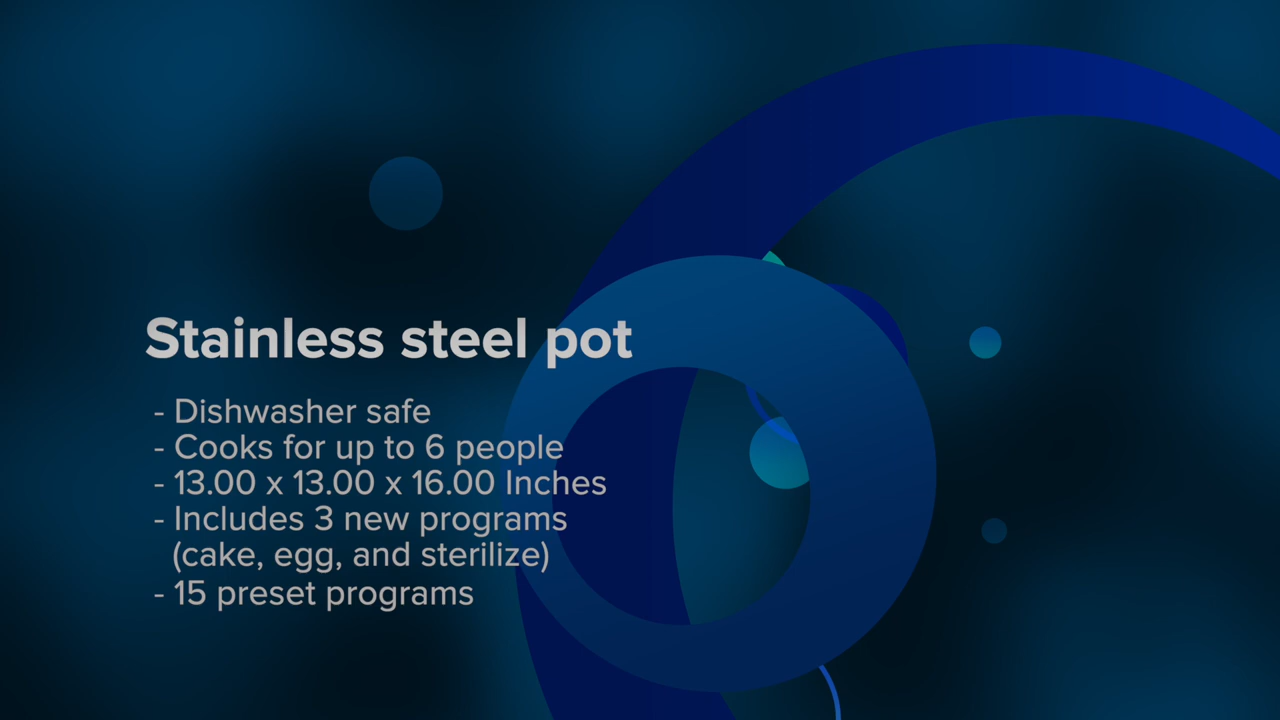 Stainless steel pot
- Dishwasher safe
- Cooks for up to 6 people
- 13.00 x 13.00 x 16.00 Inches
- Includes 3 new programs
(cake, egg, and sterilize)
- 15 preset programs